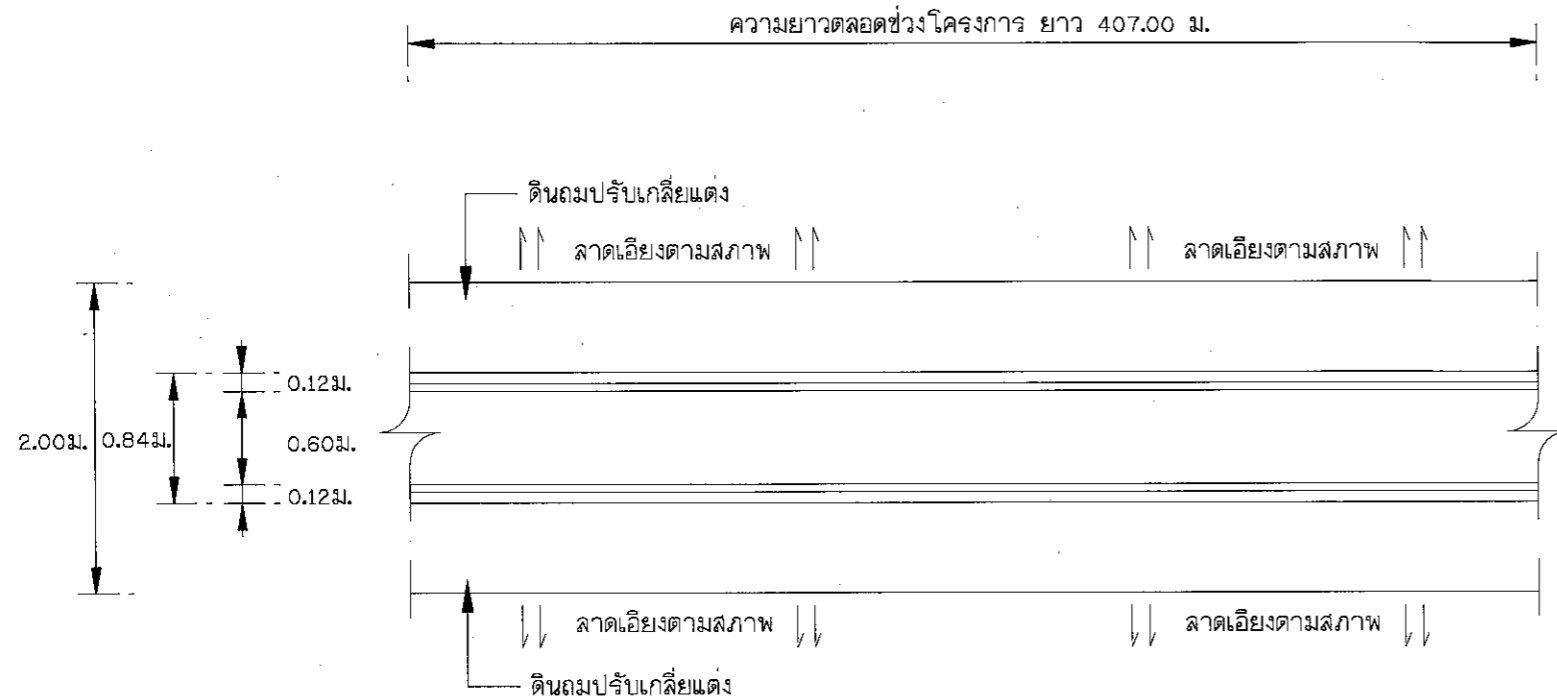 ความยาวตลอดช่วงโครงการ ยาว 407.00 ม.
ดินถมปรับเกลี่ยแต่ง
ลาดเอียงตามสภาพ ลาดเอียงตามสภาพ
0.12ม.
2.00ม. 0.84ม. 0.60ม.
0.12ม.
ลาดเอียงตามสภาพ ลาดเอียงตามสภาพ
ดินถมปรับเกลี่ยแต่ง